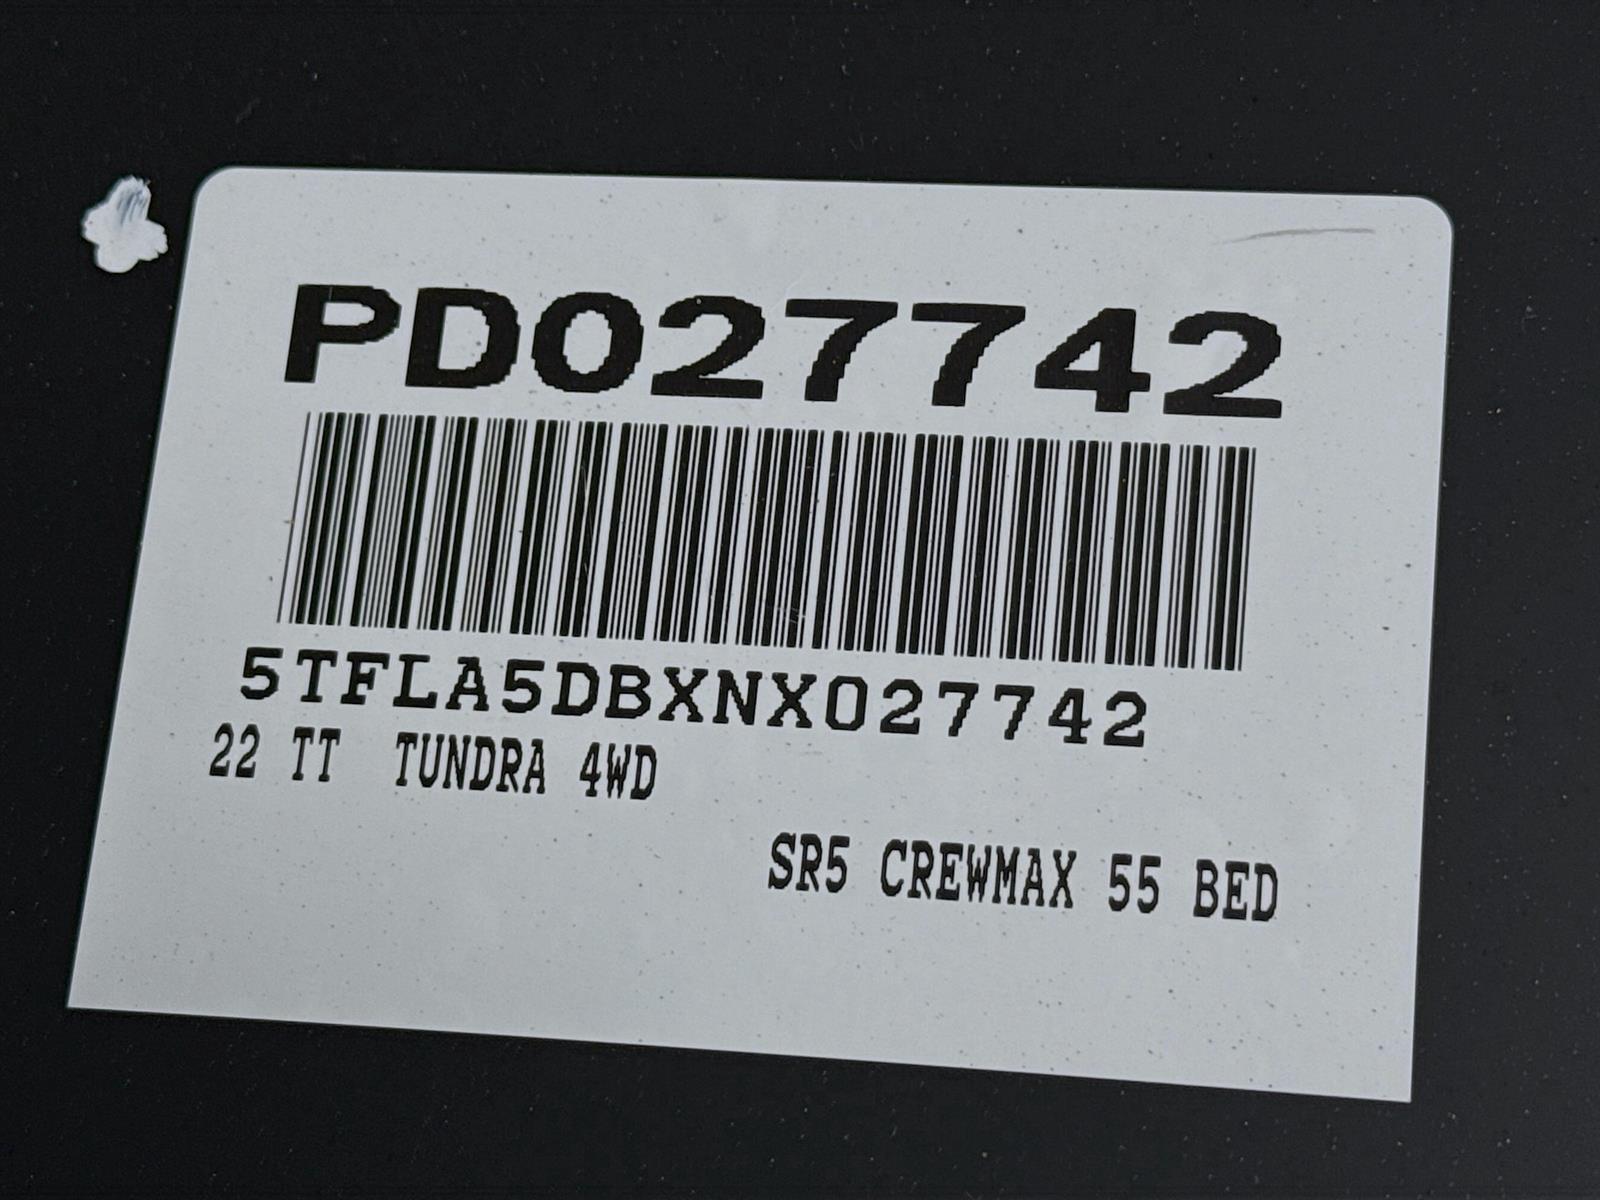 PD027742
5TFLA5DBXNX027742
22 TT TUNDRA 4WD
SR5 CREWMAX 55 BED